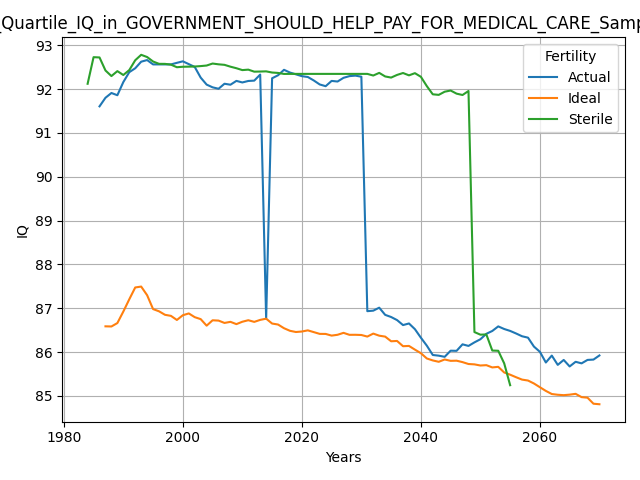 _Quartile_IQ_in_GOVERNMENT_SHOULD_HELP_PAY_FOR_MEDICAL_CARE_Samp
93
92
91
90
89
88
87
86
85
IQ
Fertility
Actual
Ideal
Sterile
1980
2000
2020
2040
2060
Years